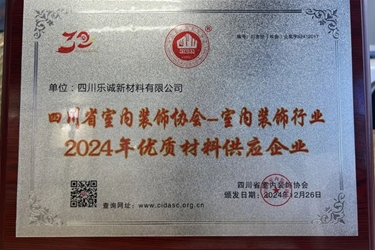 30
单位：四川乐诚新材料有限公司
四川省室内装饰协会–室内装饰行业
2024年优质材料供应企业
四川省室内装饰协会
查询网址：www.cidasc.org.cn
颁发日期：2024年12月26日